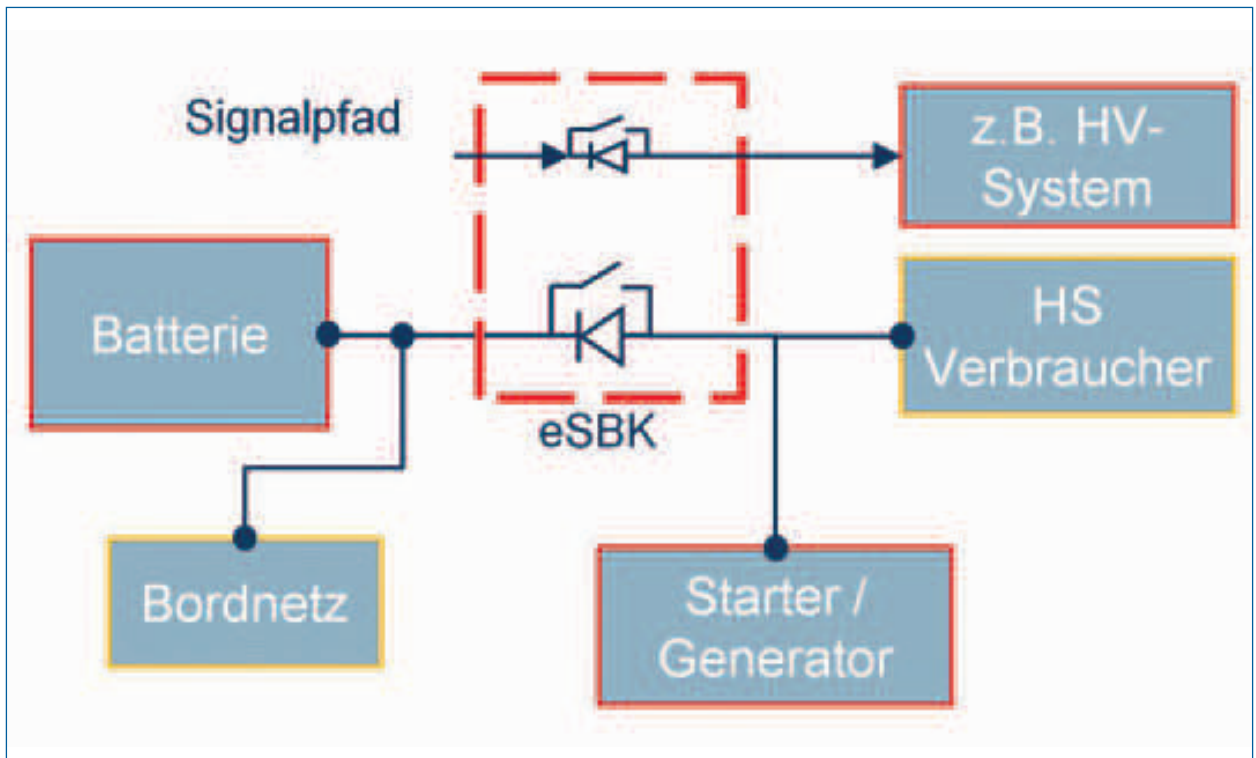 Signalpfad
z.B. HV-
System
Batterie
HS
Verbraucher
eSBK
Bordnetz
Starter /
Generator